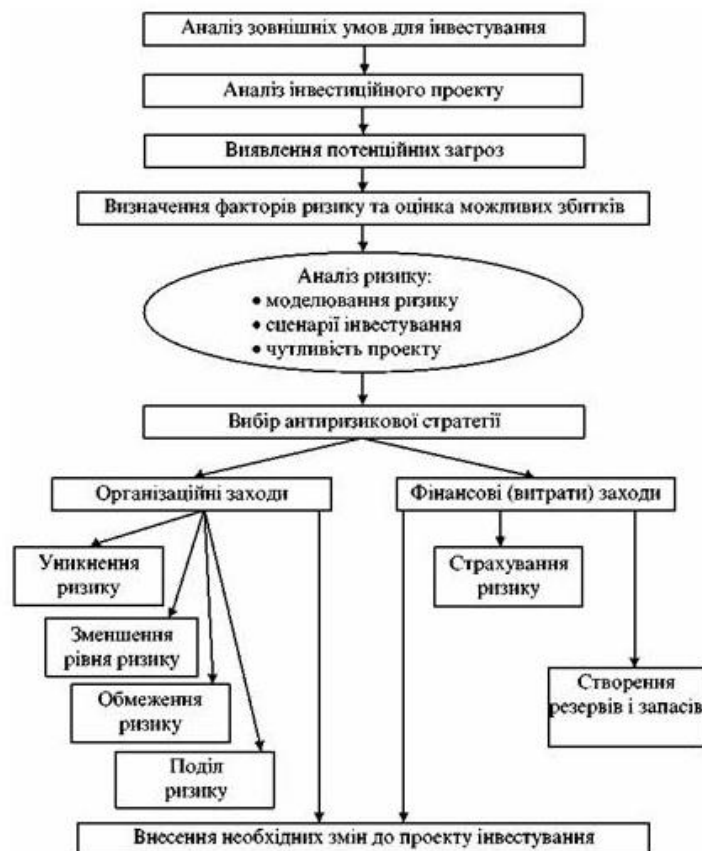 Аналіз зовнішніх умов для інвестування
Аналіз інвестиційного проекту
Виявлення потенційних загроз
Визначення факторів ризику та оцінка можливих збитків
Аналіз ризику:
• моделювання ризику
• сценарії інвестування
• чутливість проекту
Вибір антиризикової стратегії
Організаційні заходи
Фінансові (витрати) заходи
Уникнення
ризику
Зменшення
рівня ризику
Обмеження
ризику
Поділ
ризику
Страхування
ризику
Створення
резервів і запасів
Внесення необхідних змін до проекту інвестування